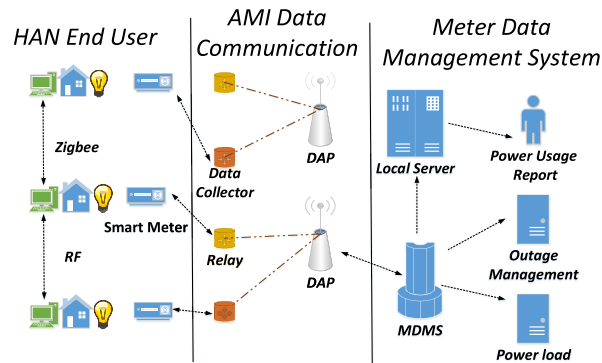 HAN End User
AMI Data
Communication
Meter Data
Management System
Zigbee
RF
Smart Meter
DAP
Data
Collector
Relay
DAP
Local Server
Power Usage
Report
MDMS
Outage
Management
Power load